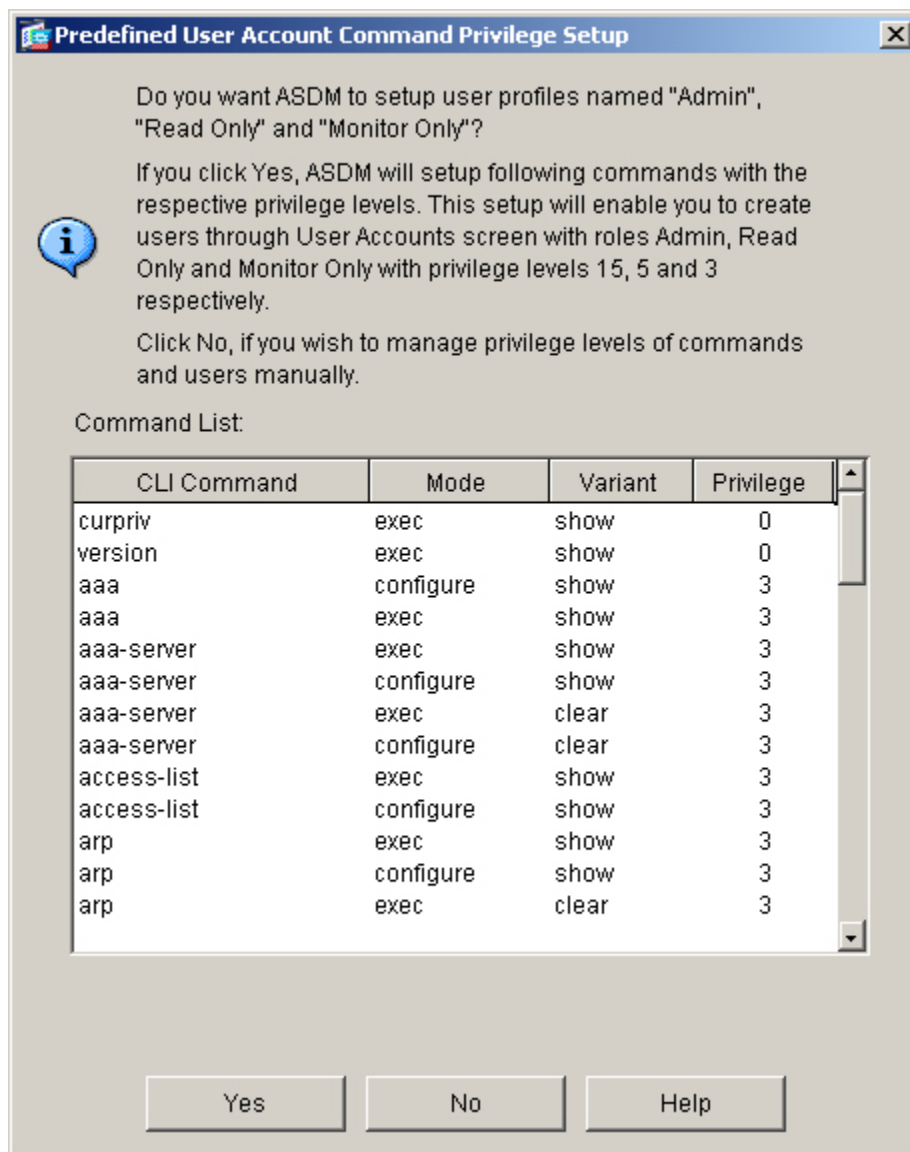 Predefined User Account Command Privilege Setup
Do you want ASDM to setup user profiles named "Admin",
"Read Only" and "Monitor Only"?
If you click Yes, ASDM will setup following commands with the
respective privilege levels. This setup will enable you to create
users through User Accounts screen with roles Admin, Read
Only and Monitor Only with privilege levels 15, 5 and 3
respectively.
Click No, if you wish to manage privilege levels of commands
and users manually.
Command List:
CLI Command Mode Variant Privilege
curpriv exec show 0
version exec show 0
aaa configure show 3
aaa exec show 3
aaa-server exec show 3
aaa-server configure show 3
aaa-server exec clear 3
aaa-server configure clear 3
access-list exec show 3
access-list configure show 3
arp exec show 3
arp configure show 3
arp exec clear 3
Yes No Help